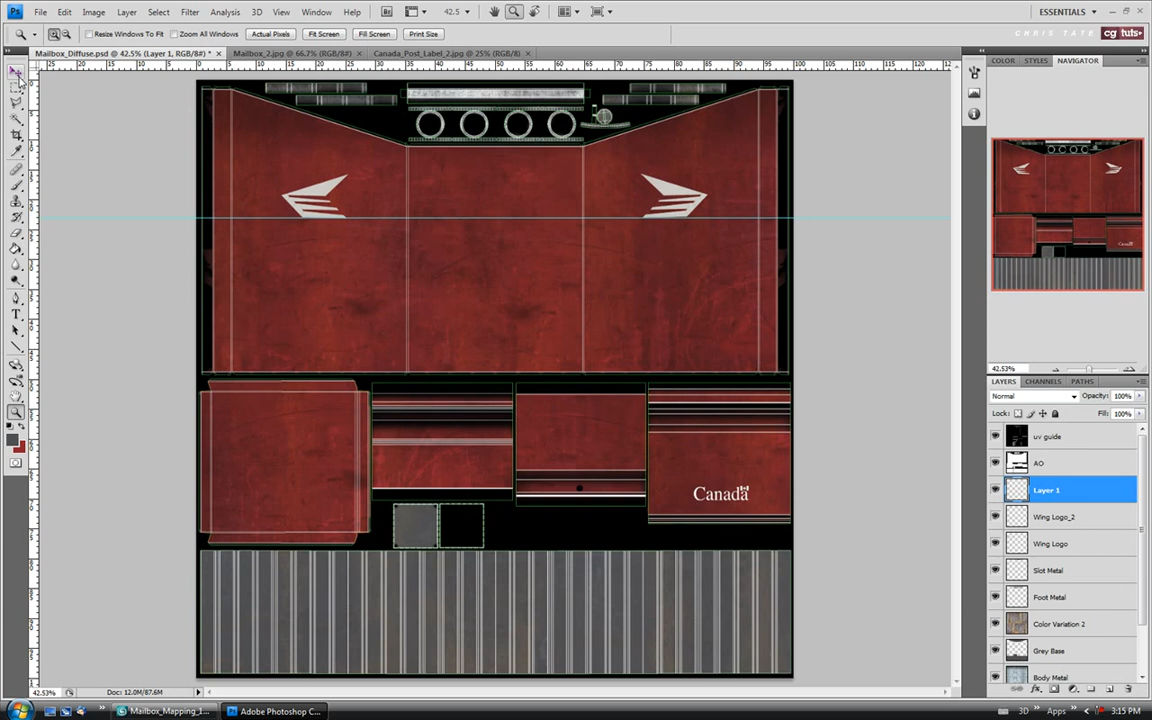 Ps File Edit Image Layer Select Filter Analysis 3D View Window Help Br 42.5 ESSENTIALS
Resize Windows To Fit Zoom All Windows Actual Pixels Fit Screen Fill Screen Print Size CHRIS TATE cg tuts+
Mailbox_Diffuse.psd @ 42.5% (Layer 1, RGB/8#) * × Mailbox_2.jpg @ 66.7% (RGB/8#) × Canada_Post_Label_2.jpg @ 25% (RGB/8) ×
COLOR STYLES NAVIGATOR
Canada
42.53%
LAYERS CHANNELS PATHS
Normal Opacity: 100%
Lock: Fill: 100%
uv guide
AO
Layer 1
Wing Logo_2
Wing Logo
Slot Metal
Foot Metal
Color Variation 2
Grey Base
Body Metal
42.53% Doc: 12.0M/87.6M
Mailbox_Mapping_1... Adobe Photoshop C... 3D Apps 3:15 PM